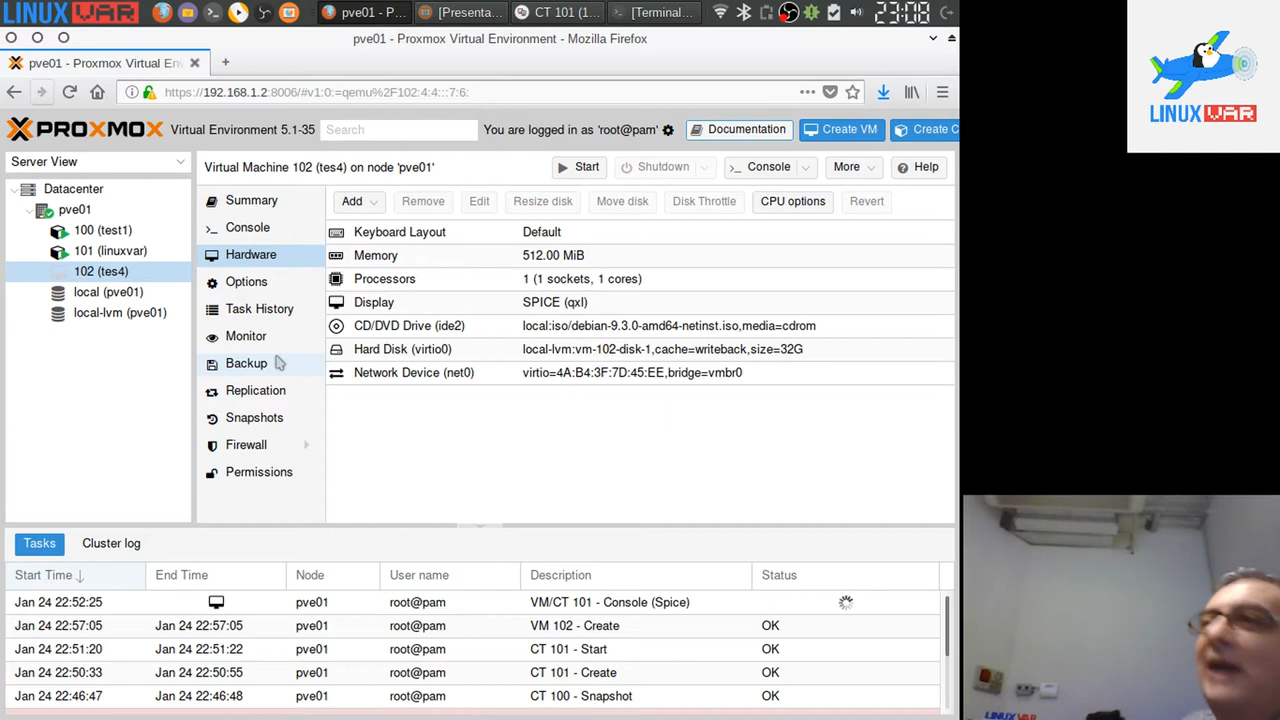 LINUX VAR
pve01 - P...
[Presenta...
CT 101 (1...
[Terminal...
23:08
pve01 - Proxmox Virtual Environment - Mozilla Firefox
pve01 - Proxmox Virtual En
https://192.168.1.2:8006/#v1:0:=qemu%2F102:4:4:::7:6:
PROXMOX Virtual Environment 5.1-35
Search
You are logged in as 'root@pam'
Documentation
Create VM
Create C
Server View
Virtual Machine 102 (tes4) on node 'pve01'
Start
Shutdown
Console
More
Help
Datacenter
pve01
100 (test1)
101 (linuxvar)
102 (tes4)
local (pve01)
local-lvm (pve01)
Summary
Console
Hardware
Options
Task History
Monitor
Backup
Replication
Snapshots
Firewall
Permissions
Add Remove Edit Resize disk Move disk Disk Throttle CPU options Revert
Keyboard Layout Default
Memory 512.00 MiB
Processors 1 (1 sockets, 1 cores)
Display SPICE (qxl)
CD/DVD Drive (ide2) local:iso/debian-9.3.0-amd64-netinst.iso,media=cdrom
Hard Disk (virtio0) local-lvm:vm-102-disk-1,cache=writeback,size=32G
Network Device (net0) virtio=4A:B4:3F:7D:45:EE,bridge=vmbr0
Tasks Cluster log
Start Time End Time Node User name Description Status
Jan 24 22:52:25 pve01 root@pam VM/CT 101 - Console (Spice)
Jan 24 22:57:05 Jan 24 22:57:05 pve01 root@pam VM 102 - Create OK
Jan 24 22:51:20 Jan 24 22:51:22 pve01 root@pam CT 101 - Start OK
Jan 24 22:50:33 Jan 24 22:50:55 pve01 root@pam CT 101 - Create OK
Jan 24 22:46:47 Jan 24 22:46:48 pve01 root@pam CT 100 - Snapshot OK
LINUX VAR
LINUX VAR